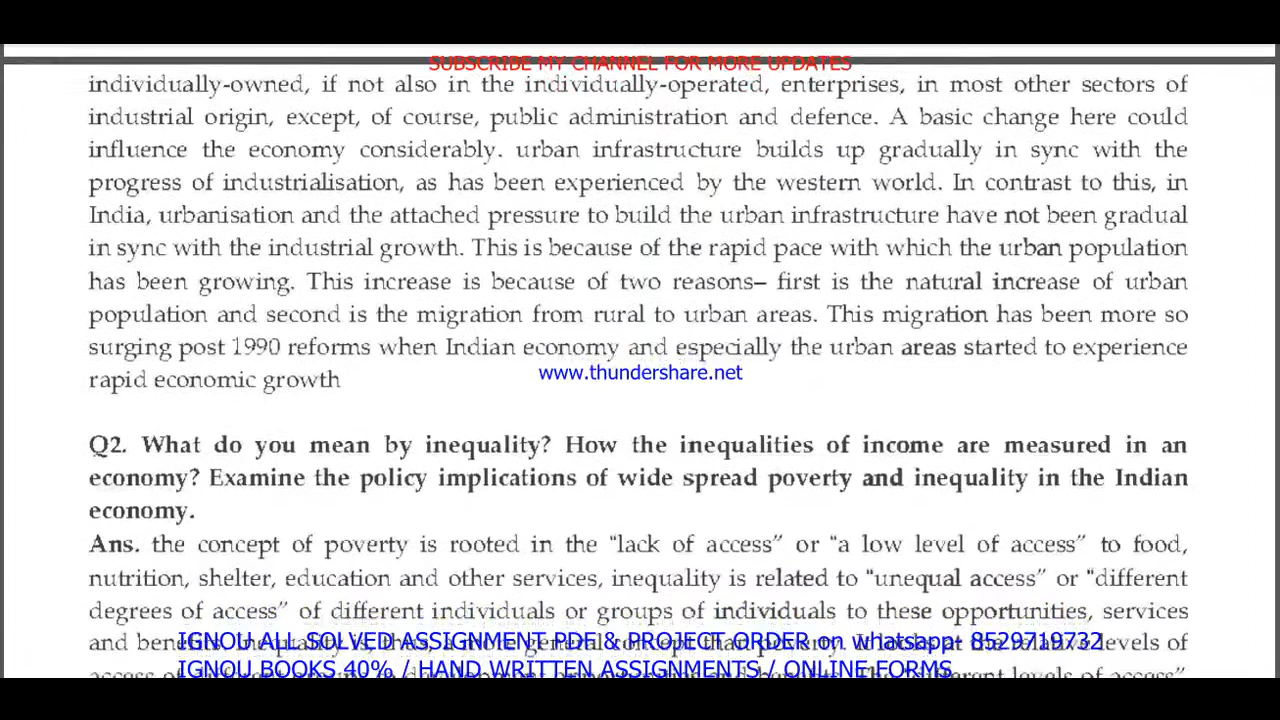 SUBSCRIBE MY CHANNEL FOR MORE UPDATES
individually-owned, if not also in the individually-operated, enterprises, in most other sectors of
industrial origin, except, of course, public administration and defence. A basic change here could
influence the economy considerably. urban infrastructure builds up gradually in sync with the
progress of industrialisation, as has been experienced by the western world. In contrast to this, in
India, urbanisation and the attached pressure to build the urban infrastructure have not been gradual
in sync with the industrial growth. This is because of the rapid pace with which the urban population
has been growing. This increase is because of two reasons– first is the natural increase of urban
population and second is the migration from rural to urban areas. This migration has been more so
surging post 1990 reforms when Indian economy and especially the urban areas started to experience
rapid economic growth
www.thundershare.net
Q2. What do you mean by inequality? How the inequalities of income are measured in an
economy? Examine the policy implications of wide spread poverty and inequality in the Indian
economy.
Ans. the concept of poverty is rooted in the "lack of access" or "a low level of access" to food,
nutrition, shelter, education and other services, inequality is related to "unequal access" or "different
degrees of access" of different individuals or groups of individuals to these opportunities, services
and levels of
IGNOU ALL SOLVED ASSIGNMENT PDF & PROJECT ORDER on whatsapp- 8529719732
IGNOU BOOKS 40% / HAND WRITTEN ASSIGNMENTS / ONLINE FORMS